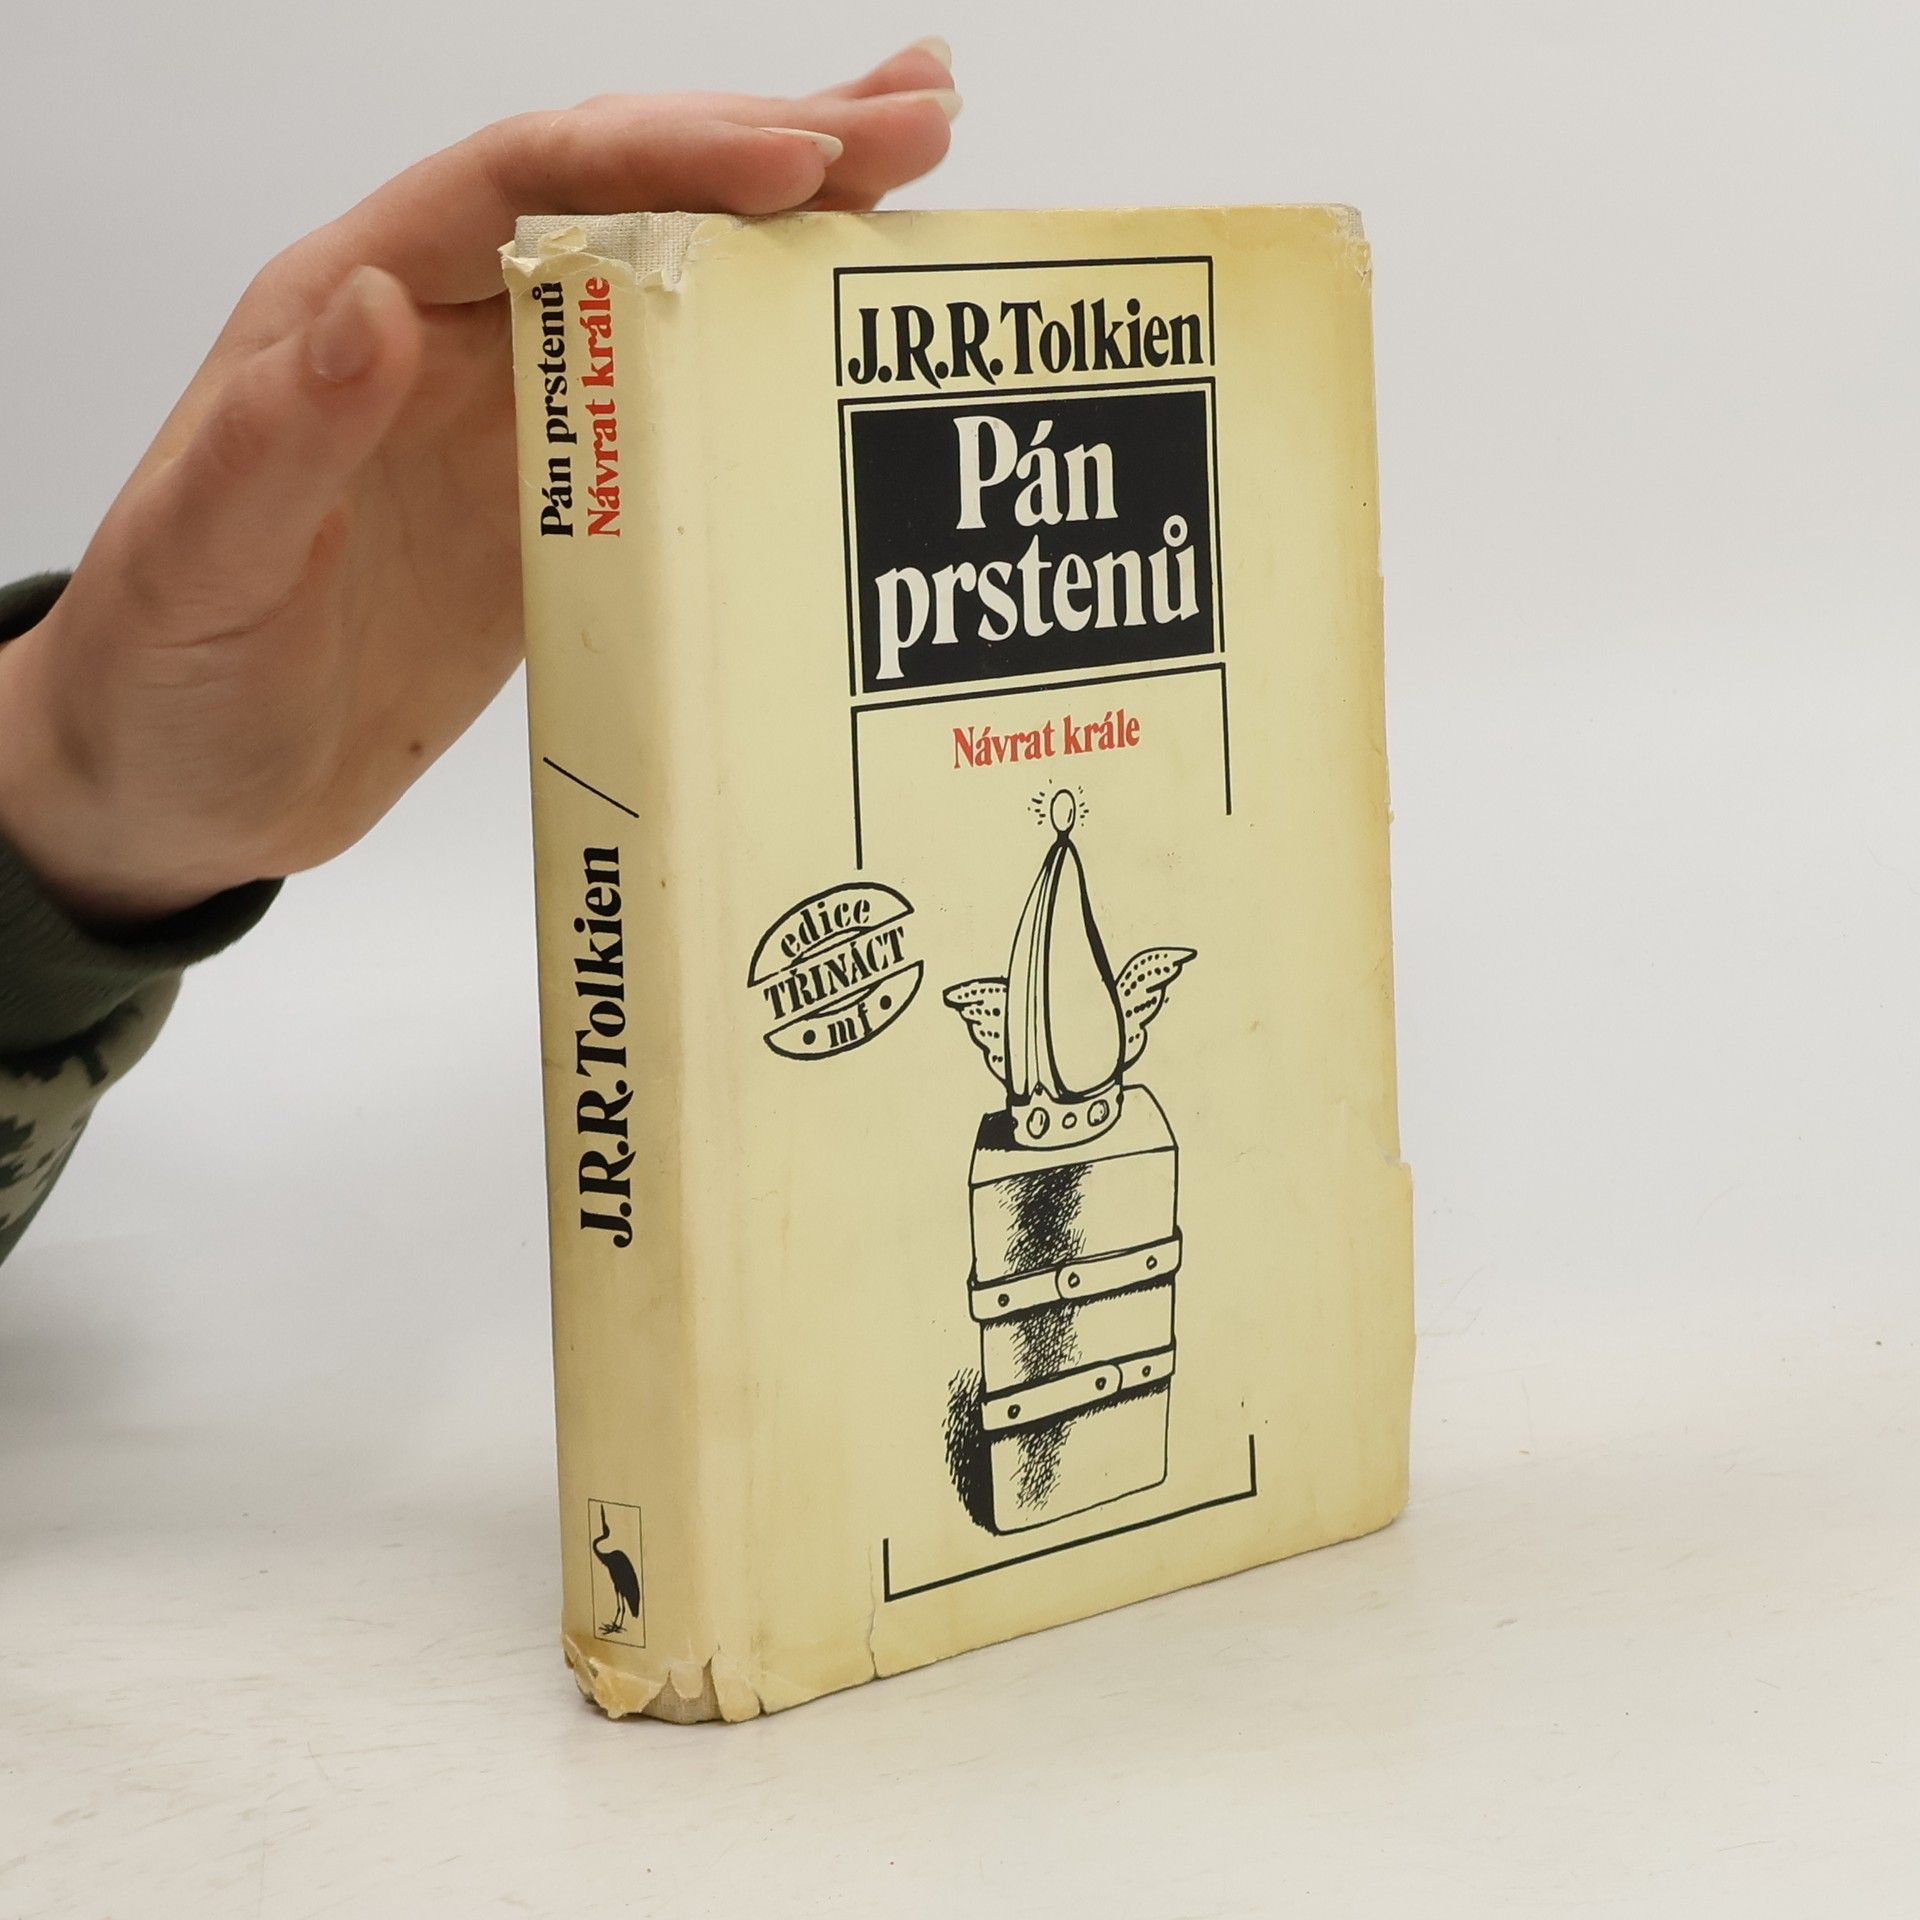 Pán prstenů
Návrat krále
J.R.R.Tolkien /
J.R.R.Tolkien
Pán
prstenů
Návrat krále
edice
TŘINÁCT
• mf •